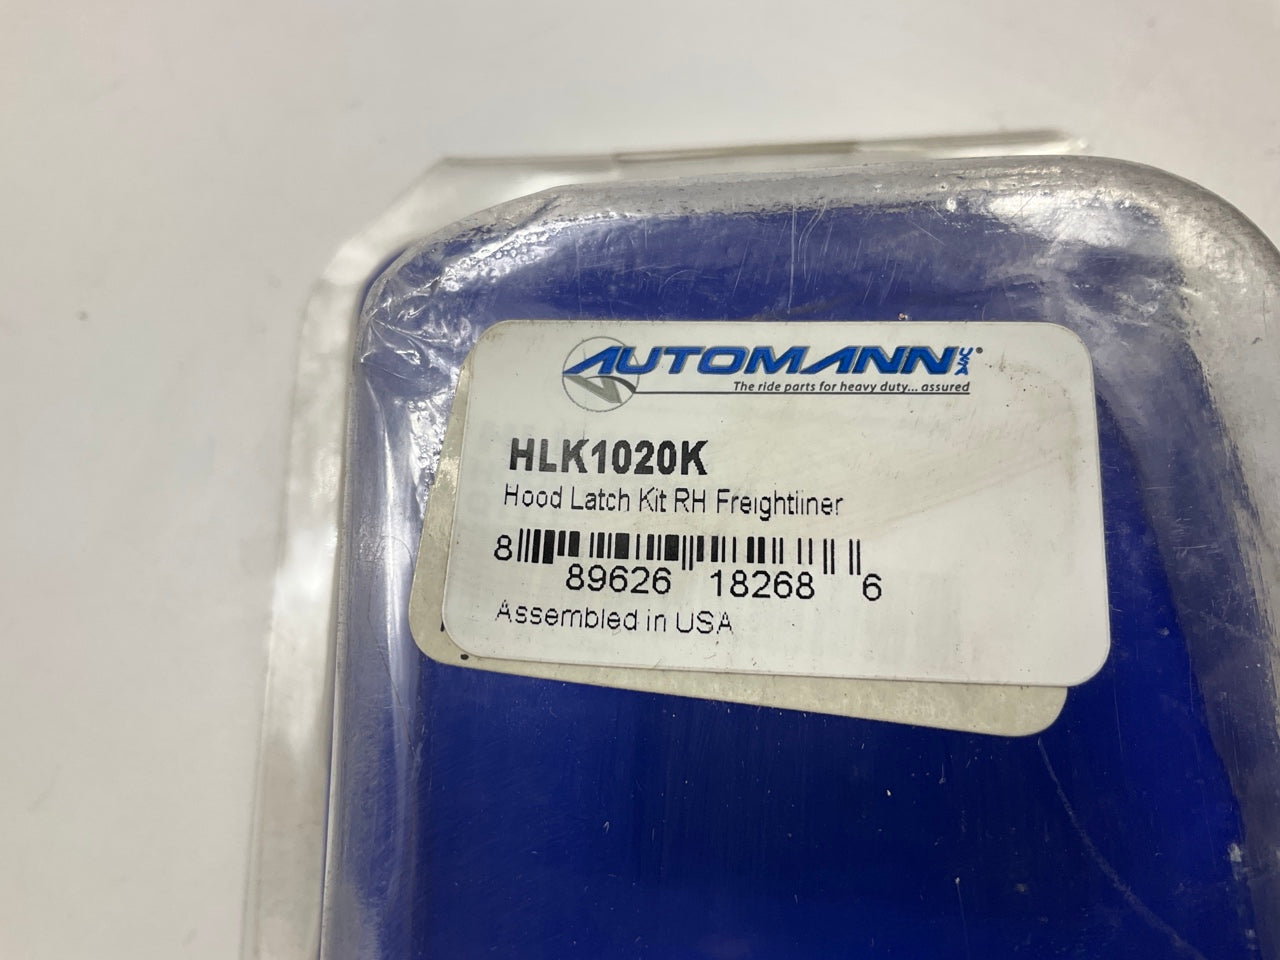 AUTOMANN USA®
The ride parts for heavy duty... assured
HLK1020K
Hood Latch Kit RH Freightliner
8 89626 18268 6
Assembled in USA